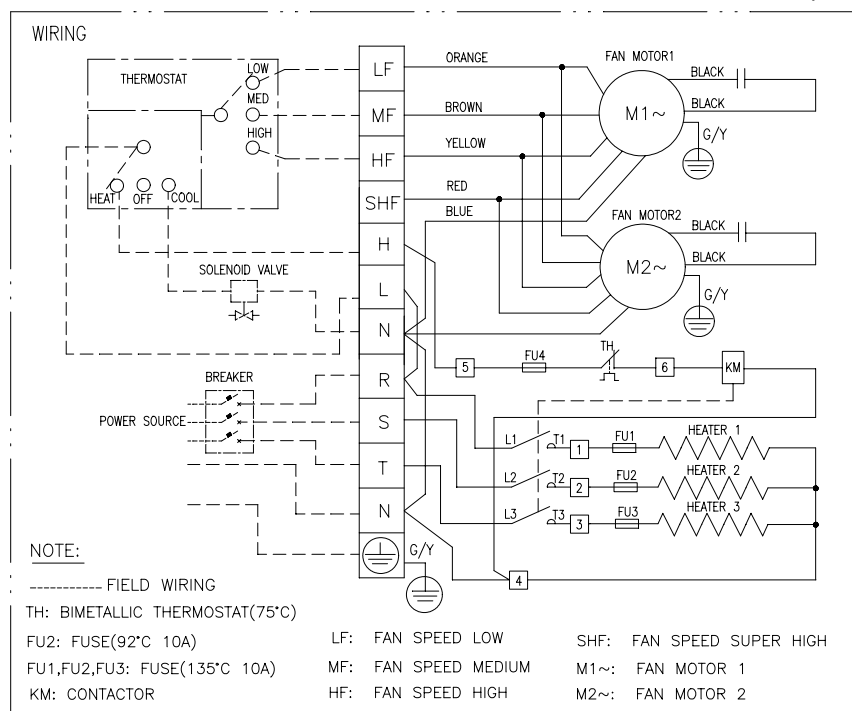 WIRING
THERMOSTAT
LOW
MED
HIGH
HEAT
OFF
COOL
SOLENOID VALVE
BREAKER
POWER SOURCE
LF
MF
HF
SHF
H
L
N
R
S
T
N
G/Y
ORANGE
BROWN
YELLOW
RED
BLUE
FAN MOTOR1
M1~
BLACK
BLACK
G/Y
FAN MOTOR2
M2~
BLACK
BLACK
G/Y
5
FU4
TH
6
KM
L1
T1
1
FU1
HEATER 1
L2
T2
2
FU2
HEATER 2
L3
T3
3
FU3
HEATER 3
4
NOTE:
---------- FIELD WIRING
TH: BIMETALLIC THERMOSTAT(75°C)
FU2: FUSE(92°C 10A)
FU1,FU2,FU3: FUSE(135°C 10A)
KM: CONTACTOR
LF: FAN SPEED LOW
MF: FAN SPEED MEDIUM
HF: FAN SPEED HIGH
SHF: FAN SPEED SUPER HIGH
M1~: FAN MOTOR 1
M2~: FAN MOTOR 2